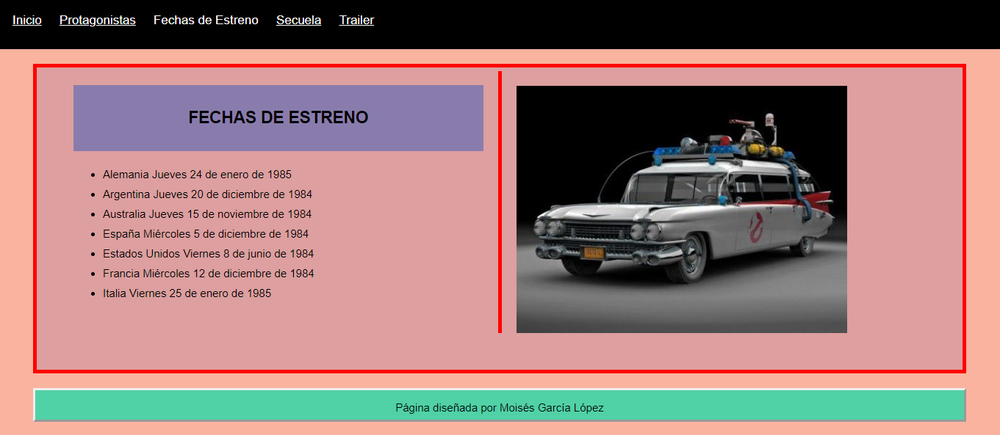 Inicio Protagonistas Fechas de Estreno Secuela Trailer
FECHAS DE ESTRENO
Alemania Jueves 24 de enero de 1985
Argentina Jueves 20 de diciembre de 1984
Australia Jueves 15 de noviembre de 1984
España Miércoles 5 de diciembre de 1984
Estados Unidos Viernes 8 de junio de 1984
Francia Miércoles 12 de diciembre de 1984
Italia Viernes 25 de enero de 1985
Página diseñada por Moisés García López